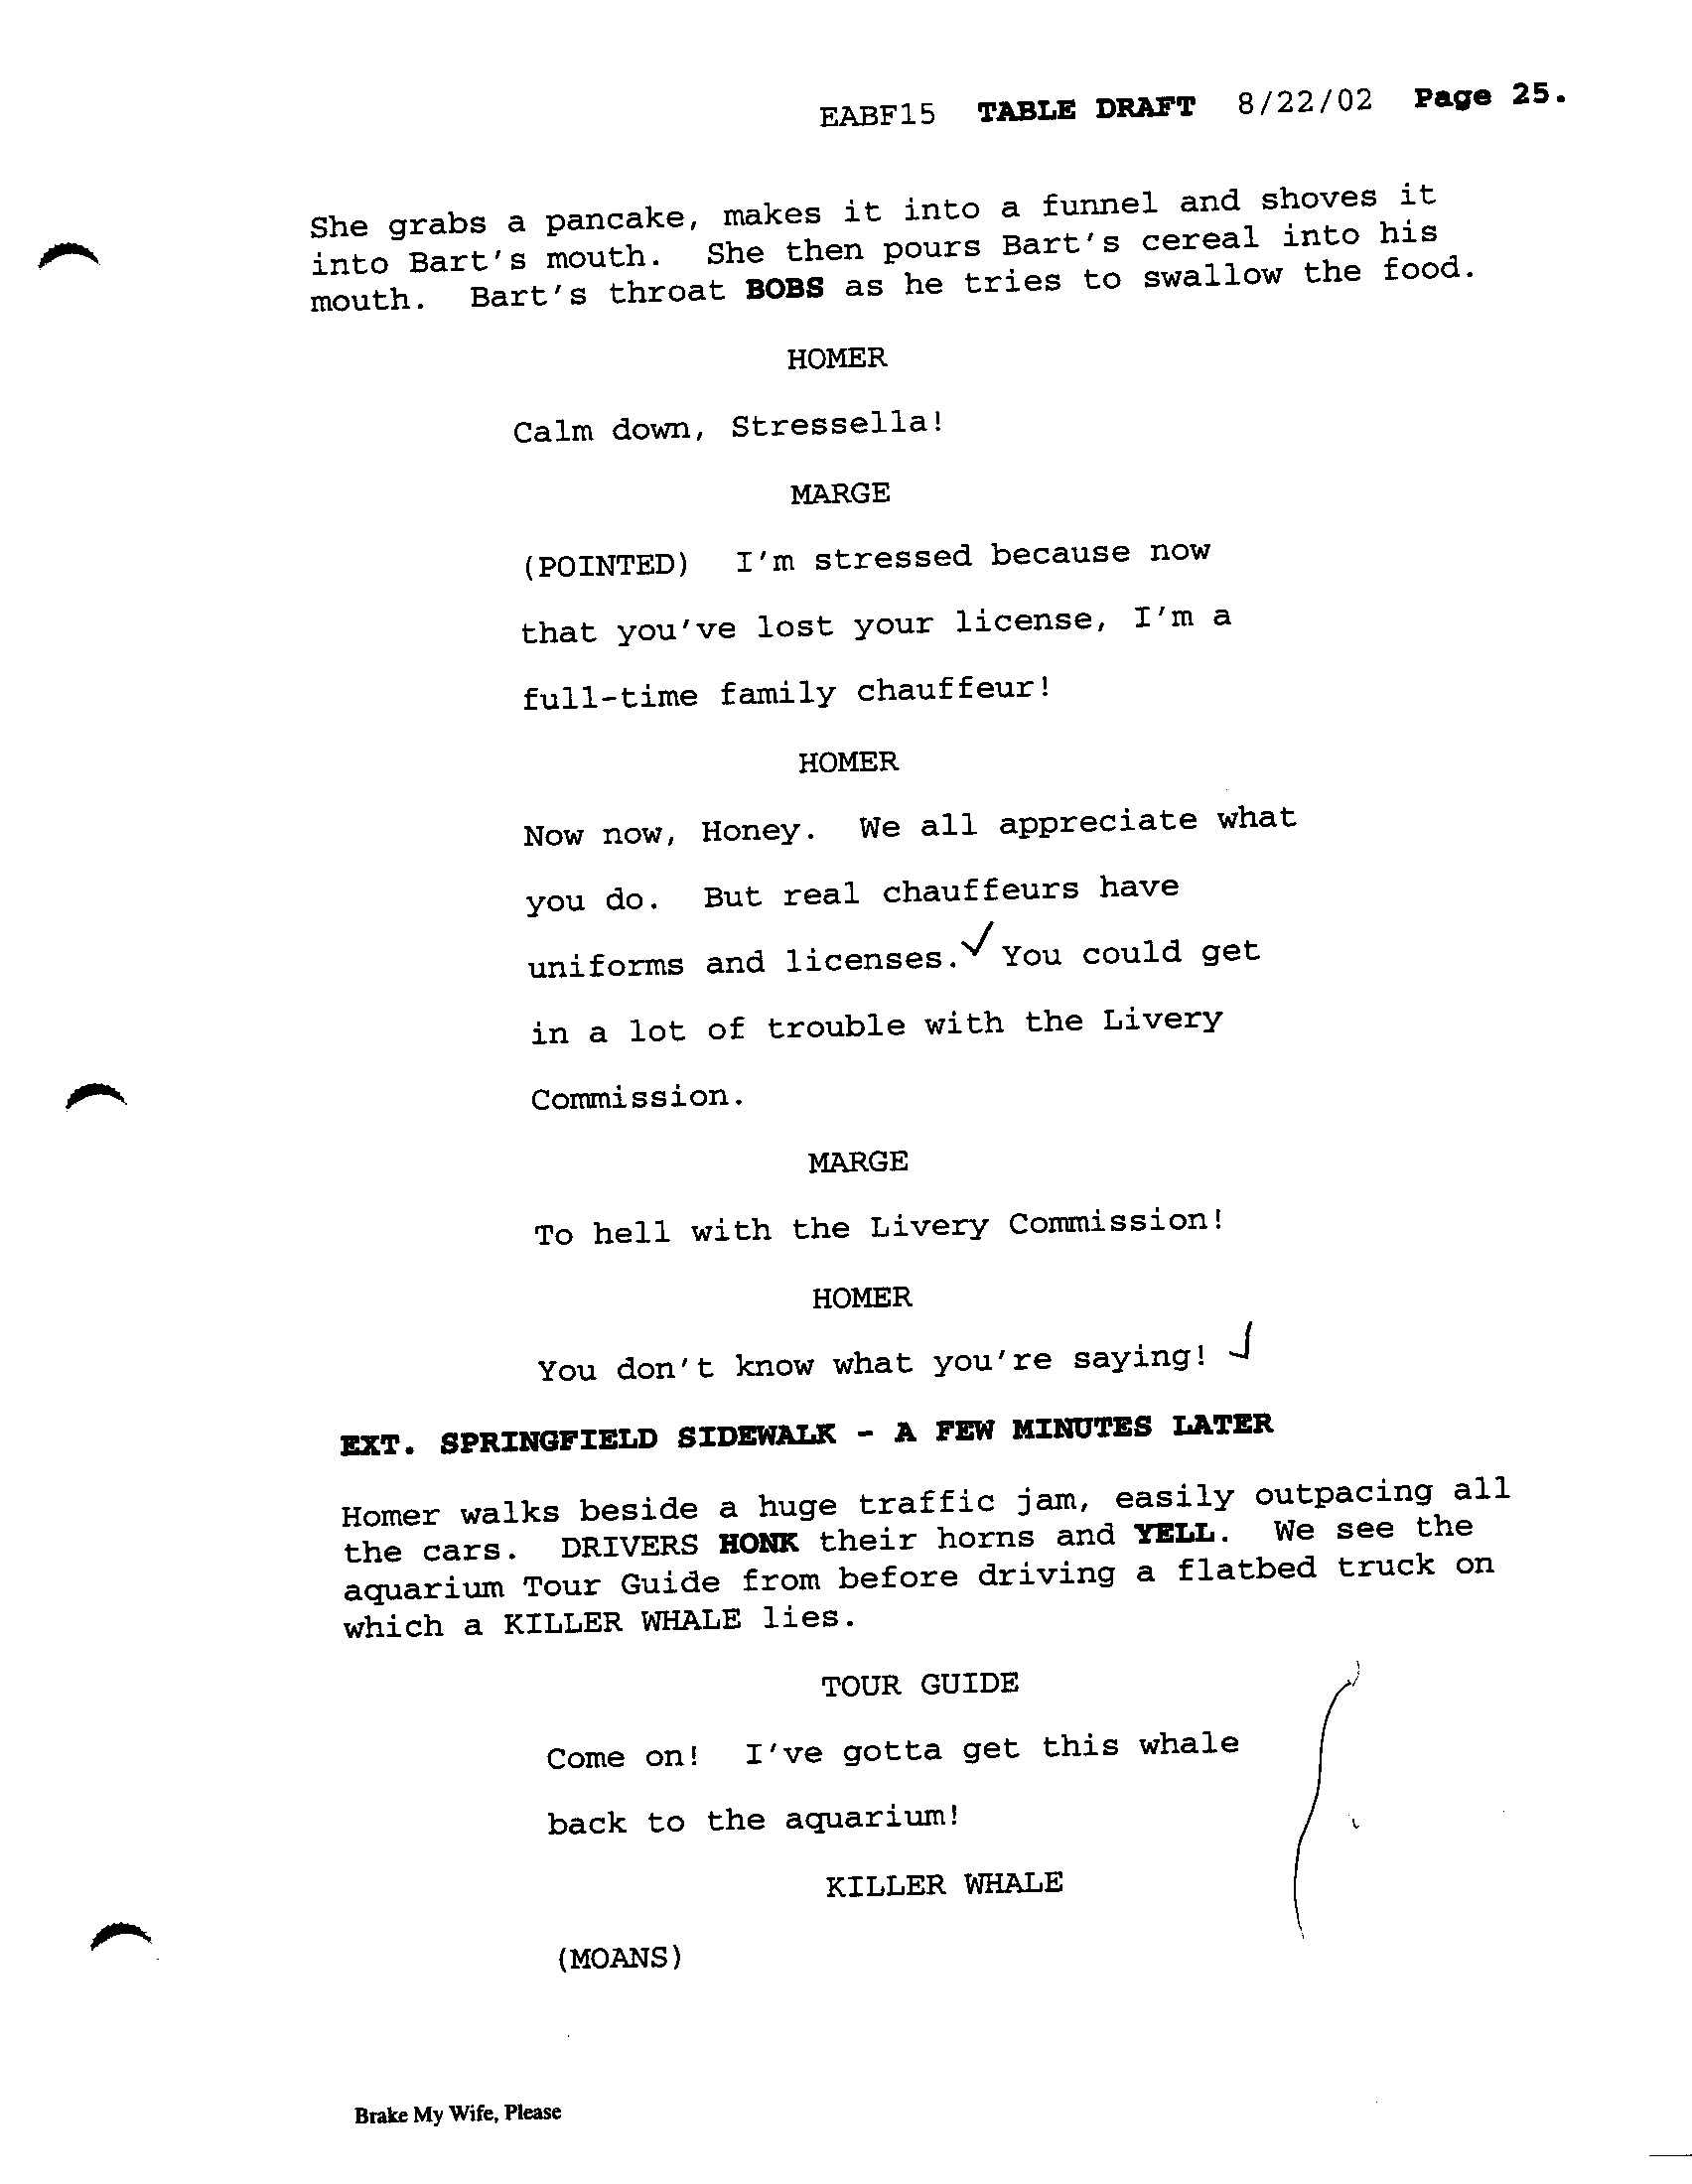 EABF15 TABLE DRAFT 8/22/02 Page 25.
She grabs a pancake, makes it into a funnel and shoves it
into Bart's mouth. She then pours Bart's cereal into his
mouth. Bart's throat BOBS as he tries to swallow the food.
HOMER
Calm down, Stressella!
MARGE
(POINTED) I'm stressed because now
that you've lost your license, I'm a
full-time family chauffeur!
HOMER
Now now, Honey. We all appreciate what
you do. But real chauffeurs have
uniforms and licenses. You could get
in a lot of trouble with the Livery
Commission.
MARGE
To hell with the Livery Commission!
HOMER
You don't know what you're saying!
EXT. SPRINGFIELD SIDEWALK - A FEW MINUTES LATER
Homer walks beside a huge traffic jam, easily outpacing all
the cars. DRIVERS HONK their horns and YELL. We see the
aquarium Tour Guide from before driving a flatbed truck on
which a KILLER WHALE lies.
TOUR GUIDE
Come on! I've gotta get this whale
back to the aquarium!
KILLER WHALE
(MOANS)
Brake My Wife, Please